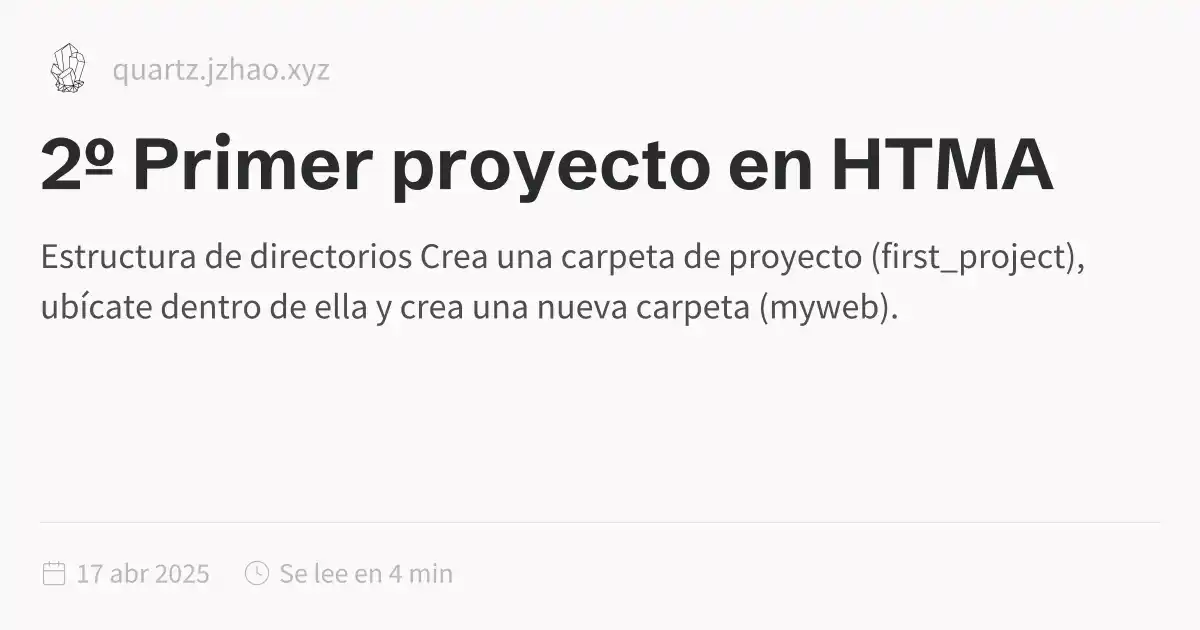 quartz.jzhao.xyz
2º Primer proyecto en HTMA
Estructura de directorios Crea una carpeta de proyecto (first_project),
ubícate dentro de ella y crea una nueva carpeta (myweb).
17 abr 2025 Se lee en 4 min